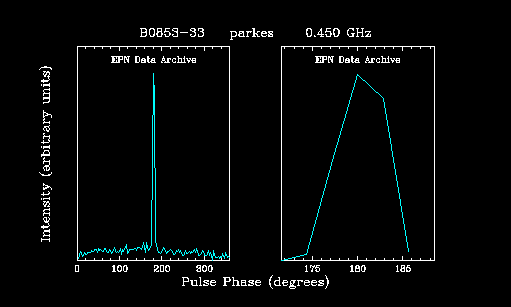 B0853-33 parkes 0.450 GHz
EPN Data Archive EPN Data Archive
Intensity (arbitrary units)
0 100 200 300 175 180 185
Pulse Phase (degrees)